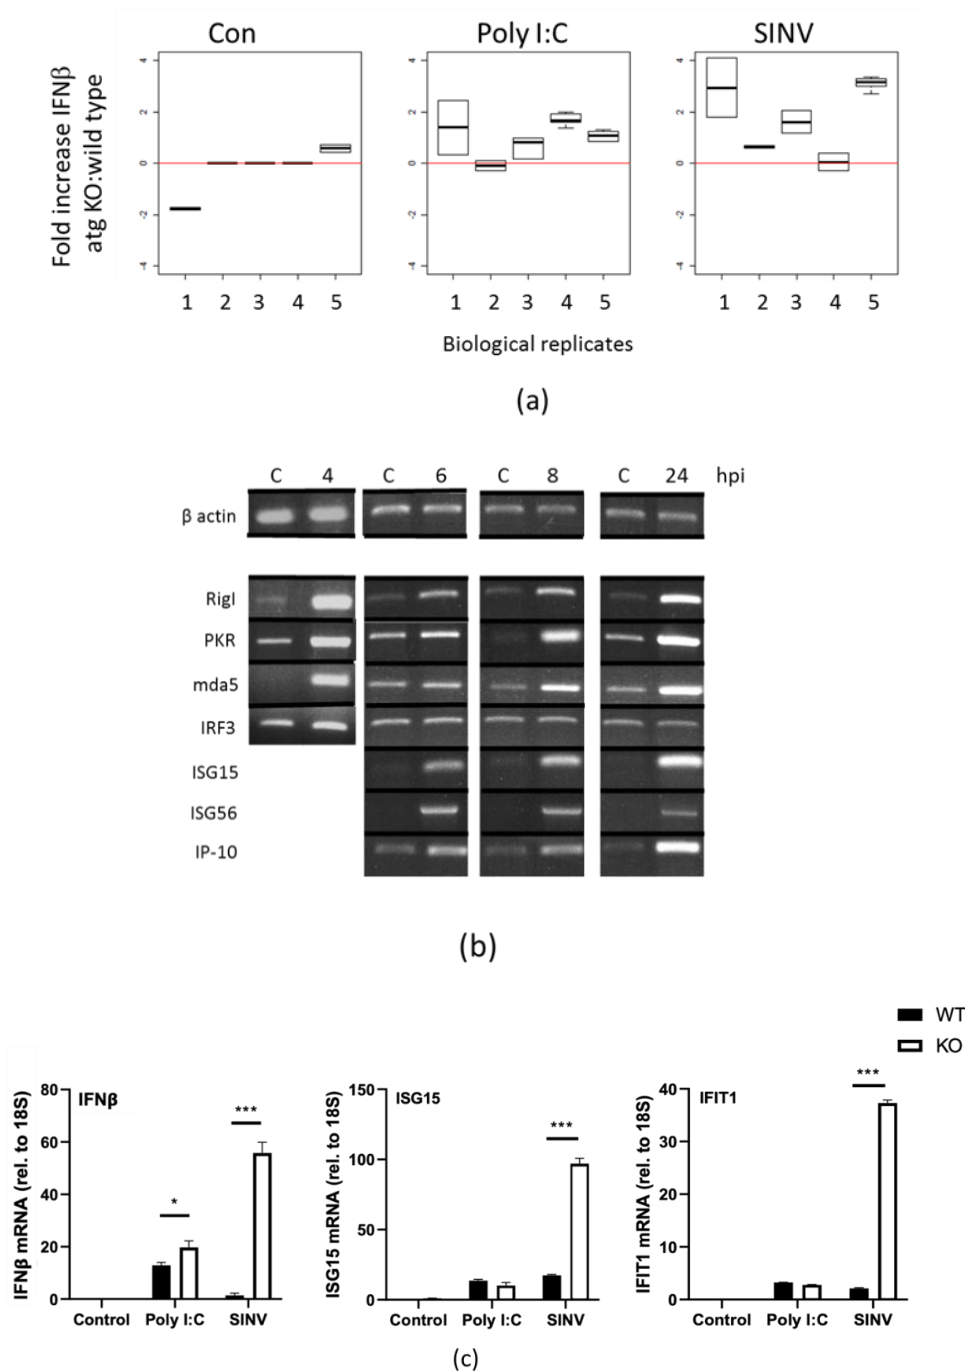 Con Poly I:C SINV
Fold increase IFNβ
atg KO:wild type
4 4 4
2 2 2
0 0 0
-2 -2 -2
-4 -4 -4
1 2 3 4 5 1 2 3 4 5 1 2 3 4 5
Biological replicates
(a)
C 4 C 6 C 8 C 24 hpi
β actin
RigI
PKR
mda5
IRF3
ISG15
ISG56
IP-10
(b)
WT
KO
IFNβ mRNA (rel. to 18S)
80
60
40
20
0
IFNβ
*
***
Control Poly I:C SINV
ISG15 mRNA (rel. to 18S)
150
100
50
0
ISG15
***
Control Poly I:C SINV
IFIT1 mRNA (rel. to 18S)
40
30
20
10
0
IFIT1
***
Control Poly I:C SINV
(c)